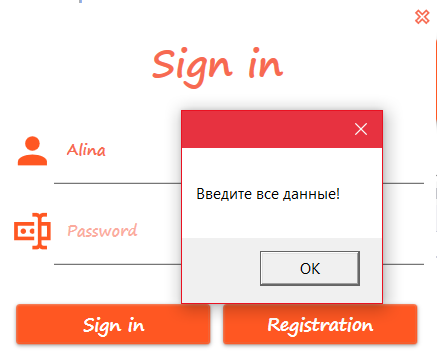 Sign in
Alina
Введите все данные!
Password
OK
Sign in
Registration